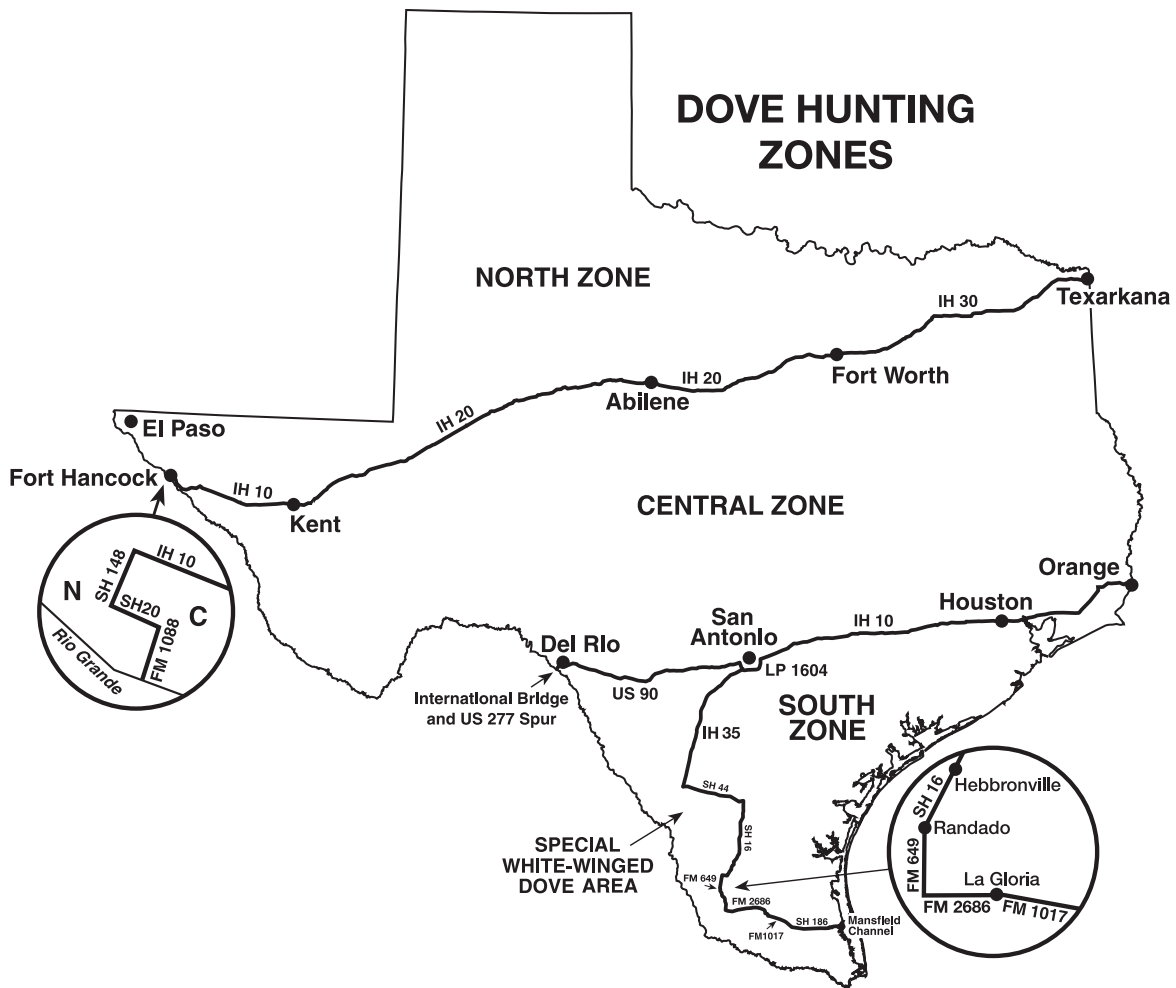 DOVE HUNTING
ZONES
NORTH ZONE
IH 30
Texarkana
Fort Worth
IH 20
Abilene
IH 20
El Paso
Fort Hancock
IH 10
Kent
CENTRAL ZONE
IH 10
SH 148
N
SH20
C
FM 1088
Rio Grande
Orange
Houston
San
AntonIo
IH 10
Del RIo
LP 1604
US 90
International Bridge
and US 277 Spur
SOUTH
ZONE
IH 35
SH 44
SH 16
SPECIAL
WHITE-WINGED
DOVE AREA
FM 649
FM 2686
FM1017
SH 186
Mansfield
Channel
SH 16
Hebbronville
Randado
FM 649
La Gloria
FM 2686
FM 1017